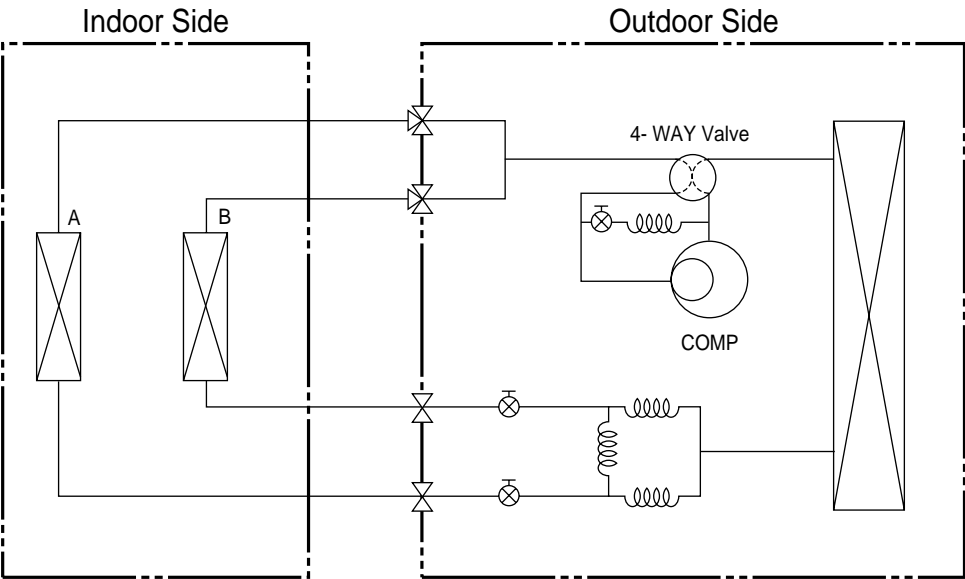 Indoor Side
Outdoor Side
4- WAY Valve
A
B
COMP